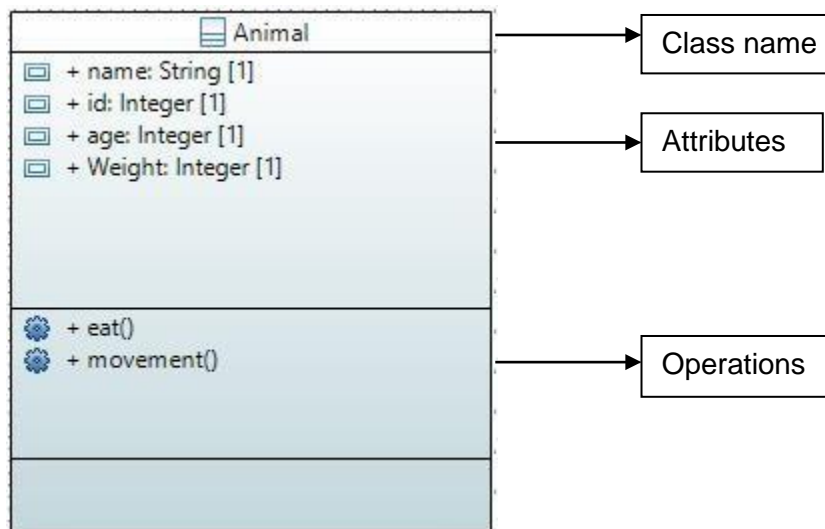 Animal
+ name: String [1]
+ id: Integer [1]
+ age: Integer [1]
+ Weight: Integer [1]
+ eat()
+ movement()
Class name
Attributes
Operations